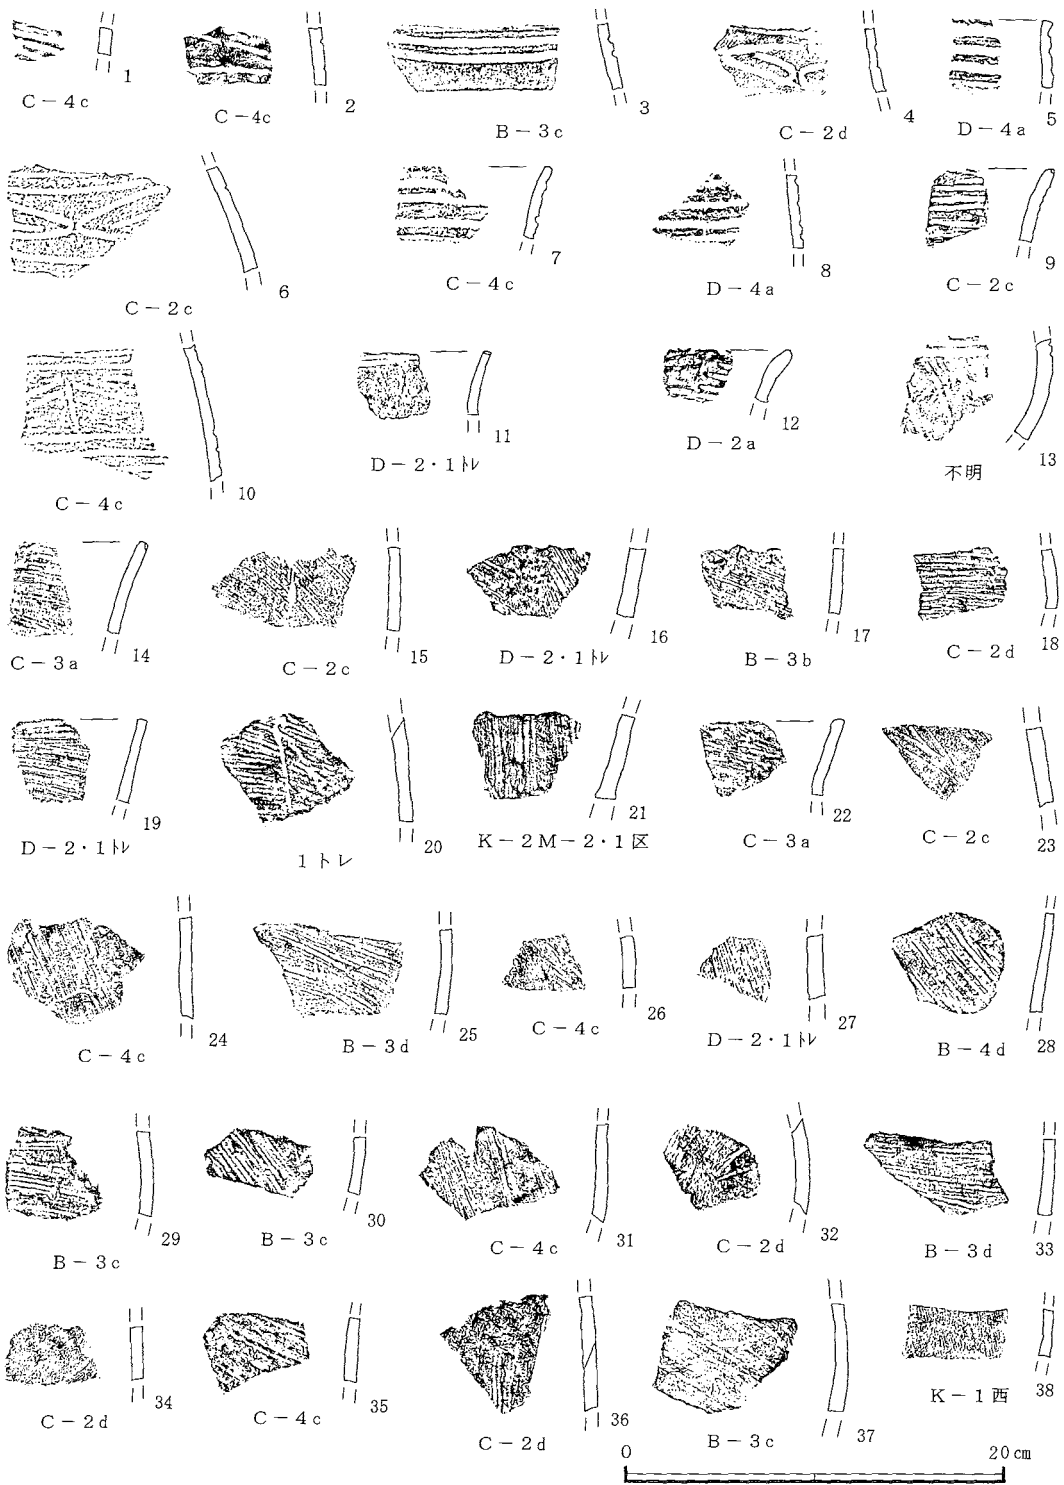 1
C-4c
2
C-4c
3
B-3c
4
C-2d
5
D-4a
6
C-2c
7
C-4c
8
D-4a
9
C-2c
10
C-4c
11
D-2・1トレ
12
D-2a
13
不明
14
C-3a
15
C-2c
16
D-2・1トレ
17
B-3b
18
C-2d
19
D-2・1トレ
20
1トレ
21
K-2M-2・1区
22
C-3a
23
C-2c
24
C-4c
25
B-3d
26
C-4c
27
D-2・1トレ
28
B-4d
29
B-3c
30
B-3c
31
C-4c
32
C-2d
33
B-3d
34
C-2d
35
C-4c
36
C-2d
37
B-3c
38
K-1西
0 20cm